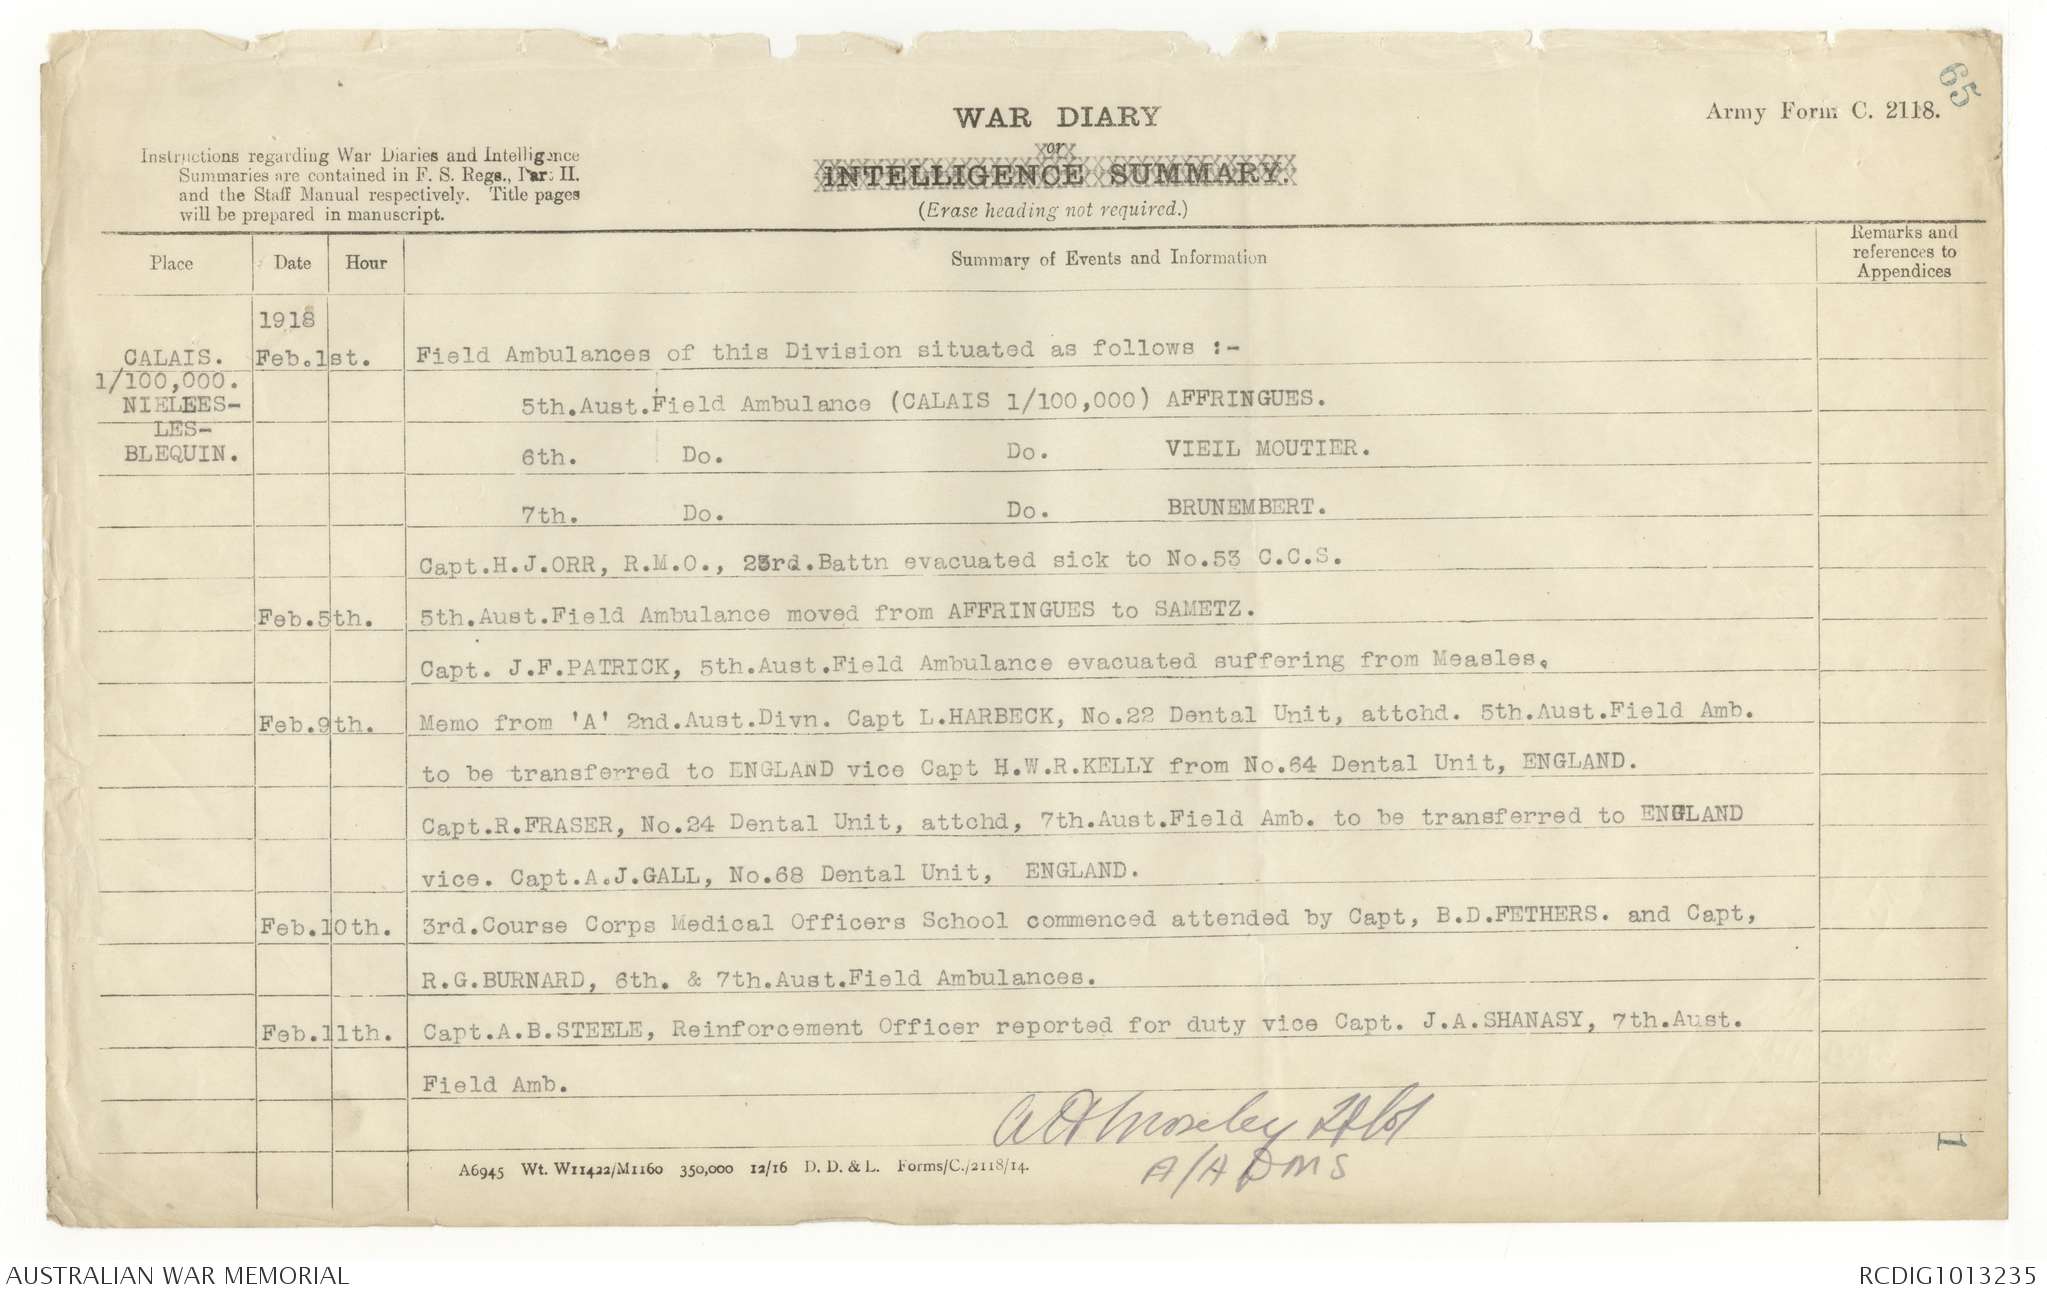 65
WAR DIARY
Army Form C. 2118.
or
INTELLIGENCE SUMMARY.
(Erase heading not required.)
Instructions regarding War Diaries and Intelligence
Summaries are contained in F. S. Regs., Part II.
and the Staff Manual respectively. Title pages
will be prepared in manuscript.
Place Date Hour Summary of Events and Information Remarks and
references to
Appendices
1918
CALAIS. Feb.1st. Field Ambulances of this Division situated as follows :-
1/100,000.
NIELEES- 5th.Aust.Field Ambulance (CALAIS 1/100,000) AFFRINGUES.
LES-
BLEQUIN. 6th. Do. Do. VIEIL MOUTIER.
7th. Do. Do. BRUNEMBERT.
Capt.H.J.ORR, R.M.O., 23rd.Battn evacuated sick to No.53 C.C.S.
Feb.5th. 5th.Aust.Field Ambulance moved from AFFRINGUES to SAMETZ.
Capt. J.F.PATRICK, 5th.Aust.Field Ambulance evacuated suffering from Measles.
Feb.9th. Memo from 'A' 2nd.Aust.Divn. Capt L.HARBECK, No.22 Dental Unit, attchd. 5th.Aust.Field Amb.
to be transferred to ENGLAND vice Capt H.W.R.KELLY from No.64 Dental Unit, ENGLAND.
Capt.R.FRASER, No.24 Dental Unit, attchd, 7th.Aust.Field Amb. to be transferred to ENGLAND
vice. Capt.A.J.GALL, No.68 Dental Unit, ENGLAND.
Feb.10th. 3rd.Course Corps Medical Officers School commenced attended by Capt, B.D.FETHERS. and Capt,
R.G.BURNARD, 6th. & 7th.Aust.Field Ambulances.
Feb.11th. Capt.A.B.STEELE, Reinforcement Officer reported for duty vice Capt. J.A.SHANASY, 7th.Aust.
Field Amb.
A H Moseley
A/ADMS
1
A6945 Wt. W11422/M1160 350,000 12/16 D. D. & L. Forms/C./2118/14.
AUSTRALIAN WAR MEMORIAL
RCDIG1013235